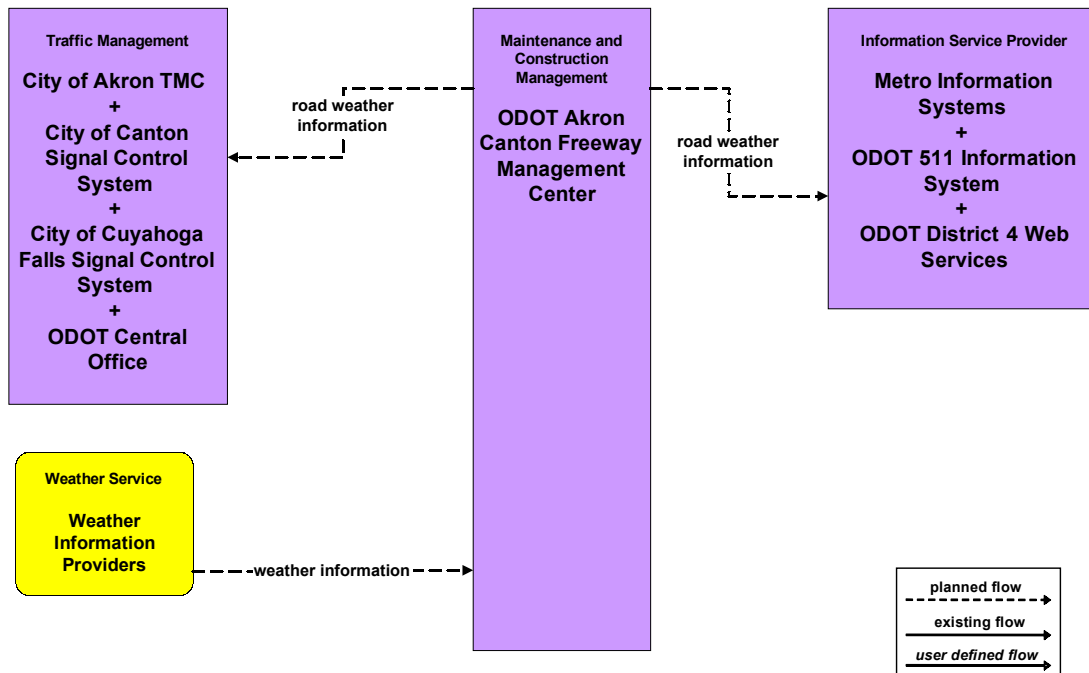 Traffic Management
City of Akron TMC
+
City of Canton
Signal Control
System
+
City of Cuyahoga
Falls Signal Control
System
+
ODOT Central
Office
road weather
information
Maintenance and
Construction
Management
ODOT Akron
Canton Freeway
Management
Center
road weather
information
Information Service Provider
Metro Information
Systems
+
ODOT 511 Information
System
+
ODOT District 4 Web
Services
Weather Service
Weather
Information
Providers
weather information
planned flow
existing flow
user defined flow